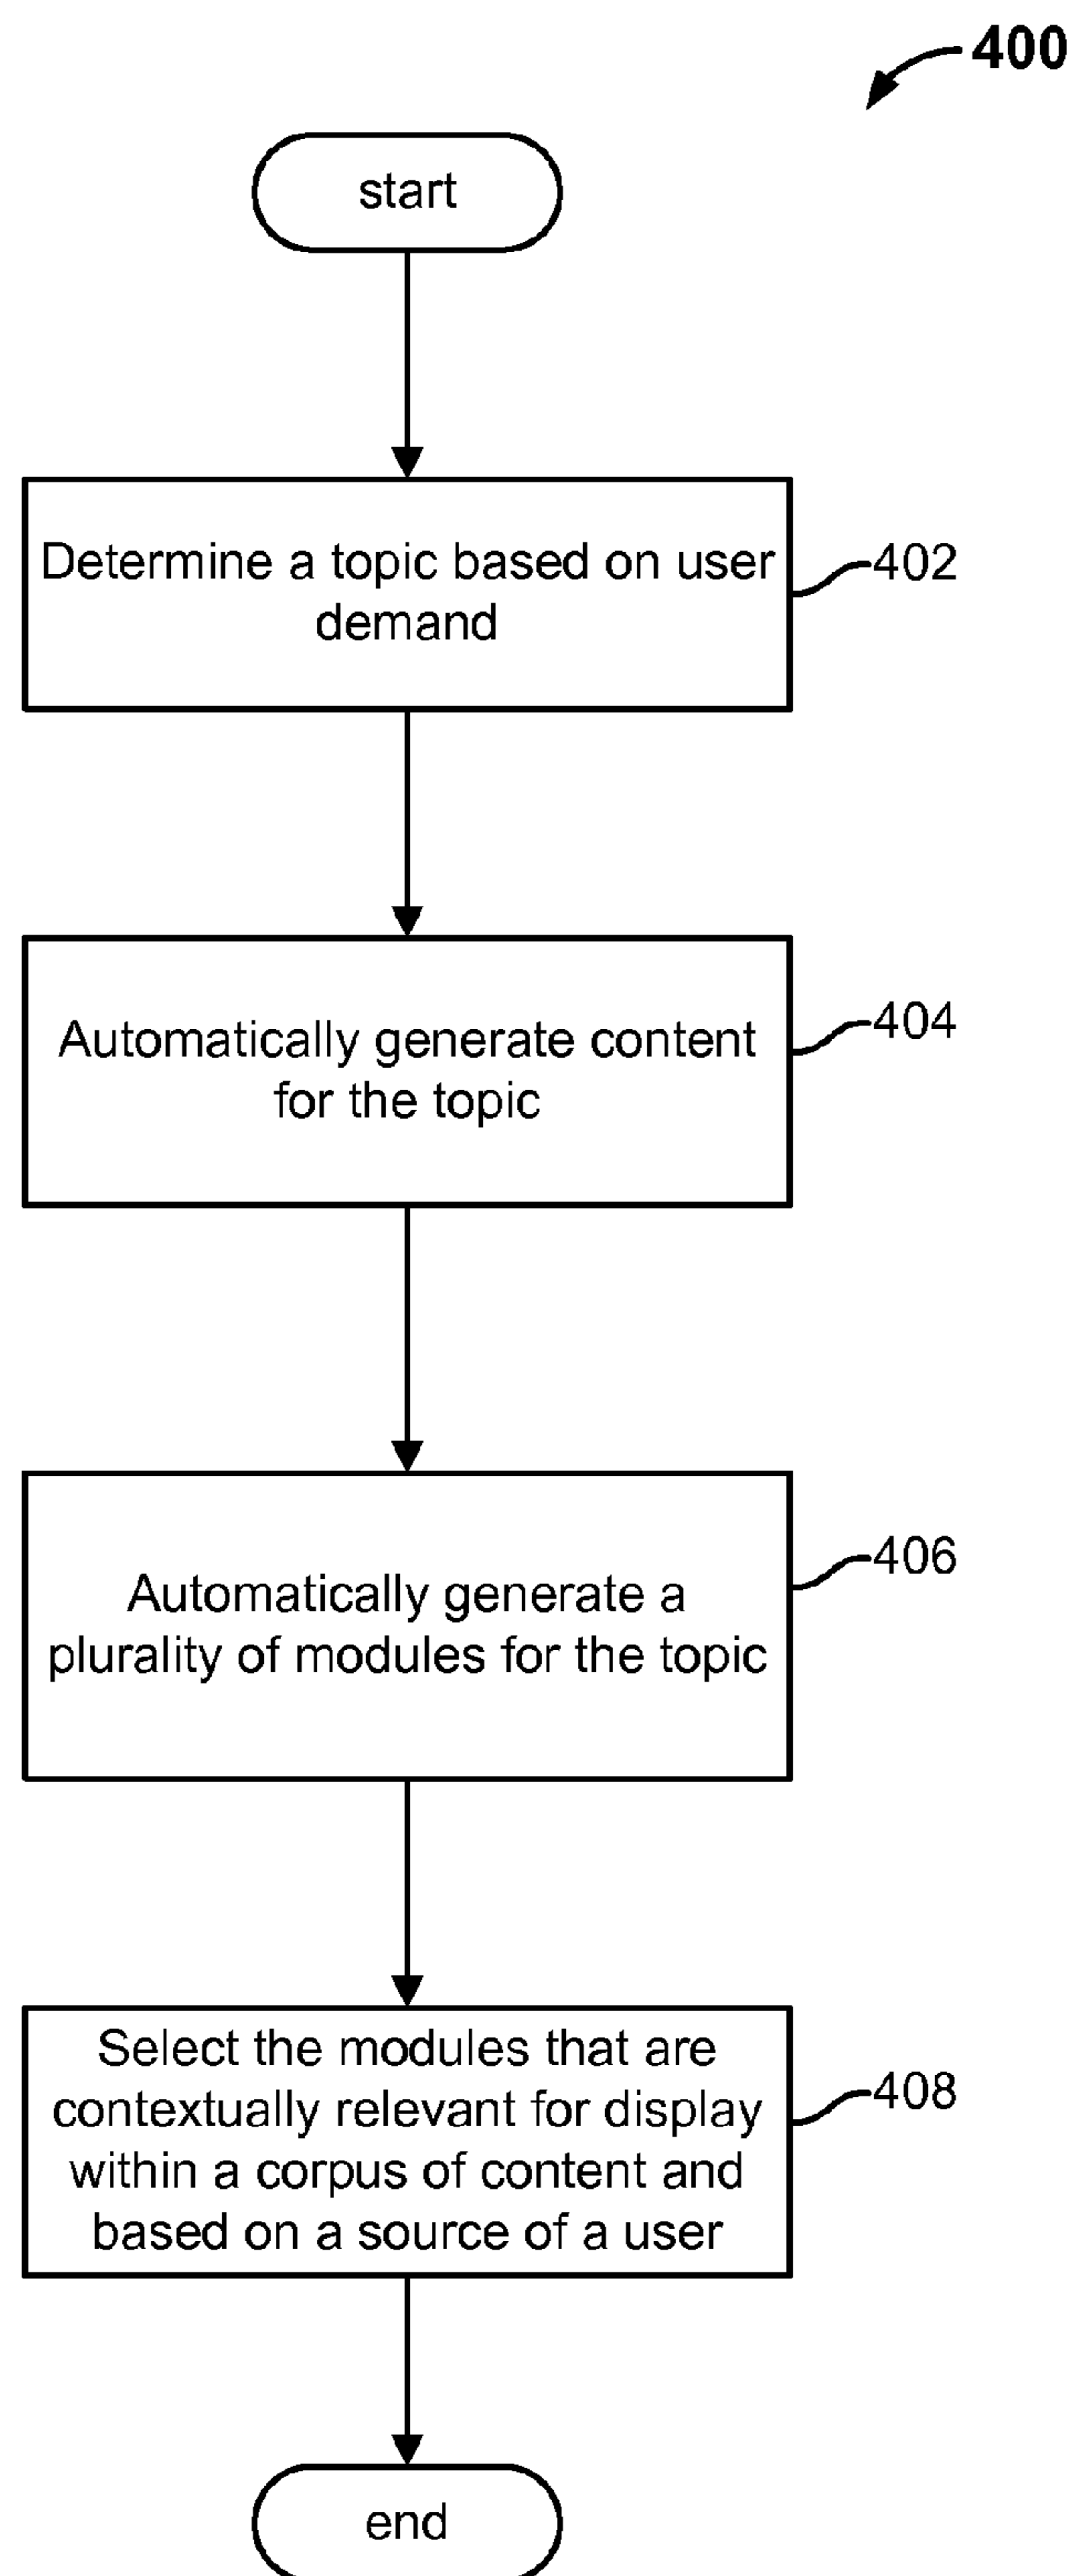 400
start
Determine a topic based on user
demand
402
Automatically generate content
for the topic
404
Automatically generate a
plurality of modules for the topic
406
Select the modules that are
contextually relevant for display
within a corpus of content and
based on a source of a user
408
end